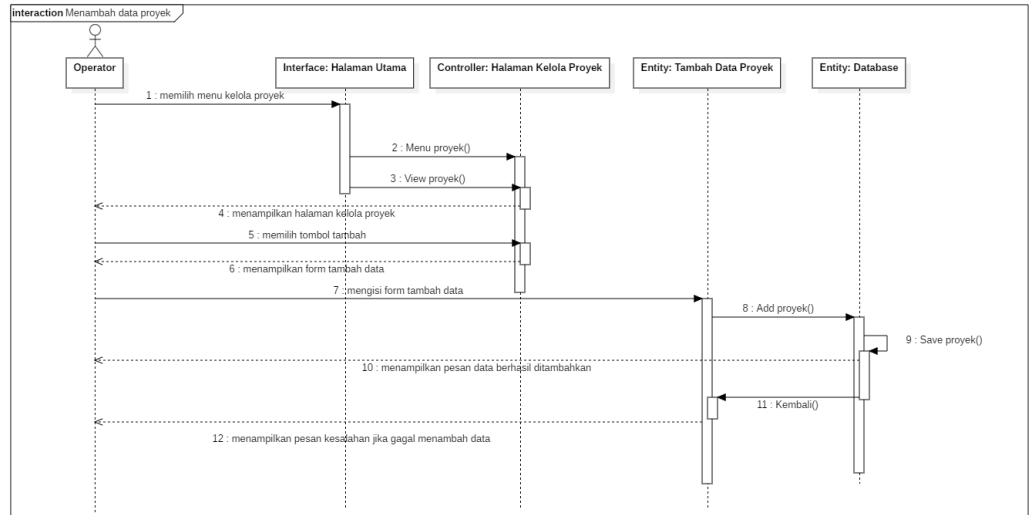 interaction Menambah data proyek
Operator
Interface: Halaman Utama
Controller: Halaman Kelola Proyek
Entity: Tambah Data Proyek
Entity: Database
1 : memilih menu kelola proyek
2 : Menu proyek()
3 : View proyek()
4 : menampilkan halaman kelola proyek
5 : memilih tombol tambah
6 : menampilkan form tambah data
7 : mengisi form tambah data
8 : Add proyek()
9 : Save proyek()
10 : menampilkan pesan data berhasil ditambahkan
11 : Kembali()
12 : menampilkan pesan kesalahan jika gagal menambah data